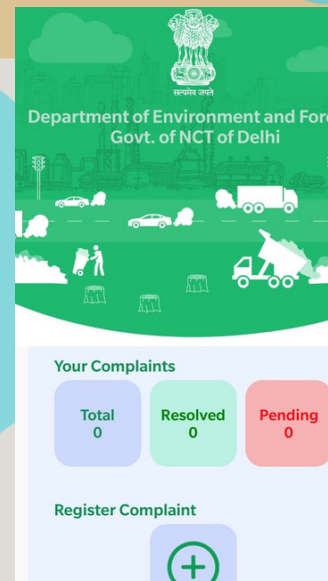 सत्यमेव जयते
Department of Environment and Fore
Govt. of NCT of Delhi
Your Complaints
Total
0
Resolved
0
Pending
0
Register Complaint